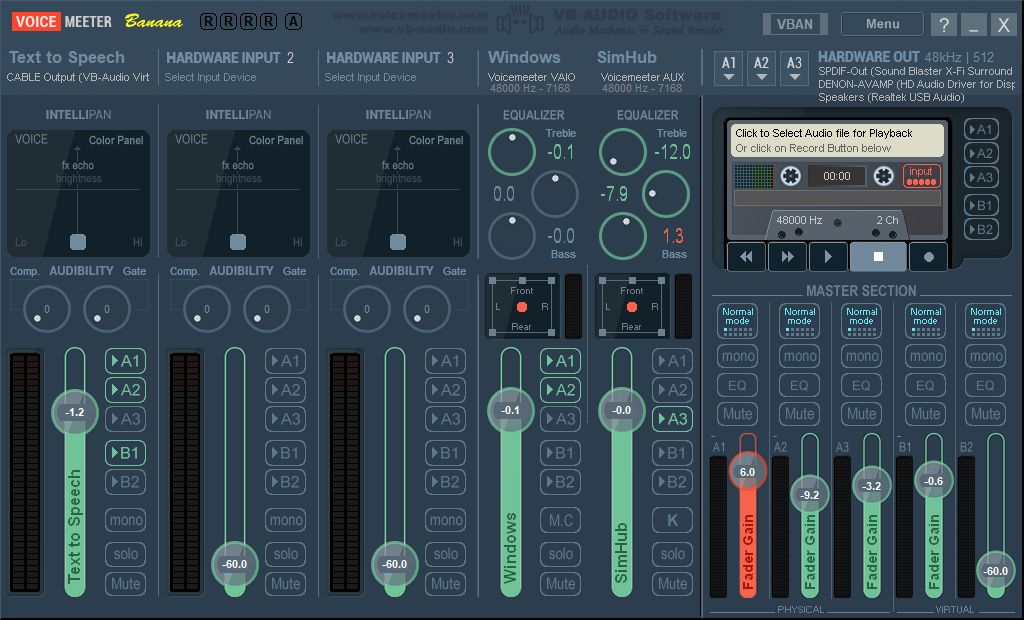 VOICE MEETER Banana R R R R A
www.voicemeeter.com
www.vb-audio.com
VB-AUDIO Software
Audio Mechanic & Sound Breeder
VBAN Menu ? _ X
Text to Speech
CABLE Output (VB-Audio Virt
HARDWARE INPUT 2
Select Input Device
HARDWARE INPUT 3
Select Input Device
Windows
Voicemeeter VAIO
48000 Hz - 7168
SimHub
Voicemeeter AUX
48000 Hz - 7168
A1 A2 A3
HARDWARE OUT 48kHz | 512
SPDIF-Out (Sound Blaster X-Fi Surround
DENON-AVAMP (HD Audio Driver for Disp
Speakers (Realtek USB Audio)
INTELLIPAN
VOICE Color Panel
fx echo
brightness
Lo Hi
INTELLIPAN
VOICE Color Panel
fx echo
brightness
Lo Hi
INTELLIPAN
VOICE Color Panel
fx echo
brightness
Lo Hi
EQUALIZER
Treble
-0.1
0.0
-0.0
Bass
EQUALIZER
Treble
-12.0
-7.9
1.3
Bass
Click to Select Audio file for Playback
Or click on Record Button below
00:00
input
48000 Hz 2 Ch
A1
A2
A3
B1
B2
Comp. AUDIBILITY Gate
0 0
Comp. AUDIBILITY Gate
0 0
Comp. AUDIBILITY Gate
0 0
Front
L R
Rear
Front
L R
Rear
MASTER SECTION
Normal mode
Normal mode
Normal mode
Normal mode
Normal mode
mono mono mono mono mono
EQ EQ EQ EQ EQ
Mute Mute Mute Mute Mute
-1.2
Text to Speech
A1
A2
A3
B1
B2
mono
solo
Mute
-60.0
A1
A2
A3
B1
B2
mono
solo
Mute
-60.0
A1
A2
A3
B1
B2
mono
solo
Mute
-0.1
Windows
A1
A2
A3
B1
B2
M.C
solo
Mute
-0.0
SimHub
A1
A2
A3
B1
B2
K
solo
Mute
A1
6.0
Fader Gain
A2
-9.2
Fader Gain
A3
-3.2
Fader Gain
B1
-0.6
Fader Gain
B2
-60.0
PHYSICAL VIRTUAL